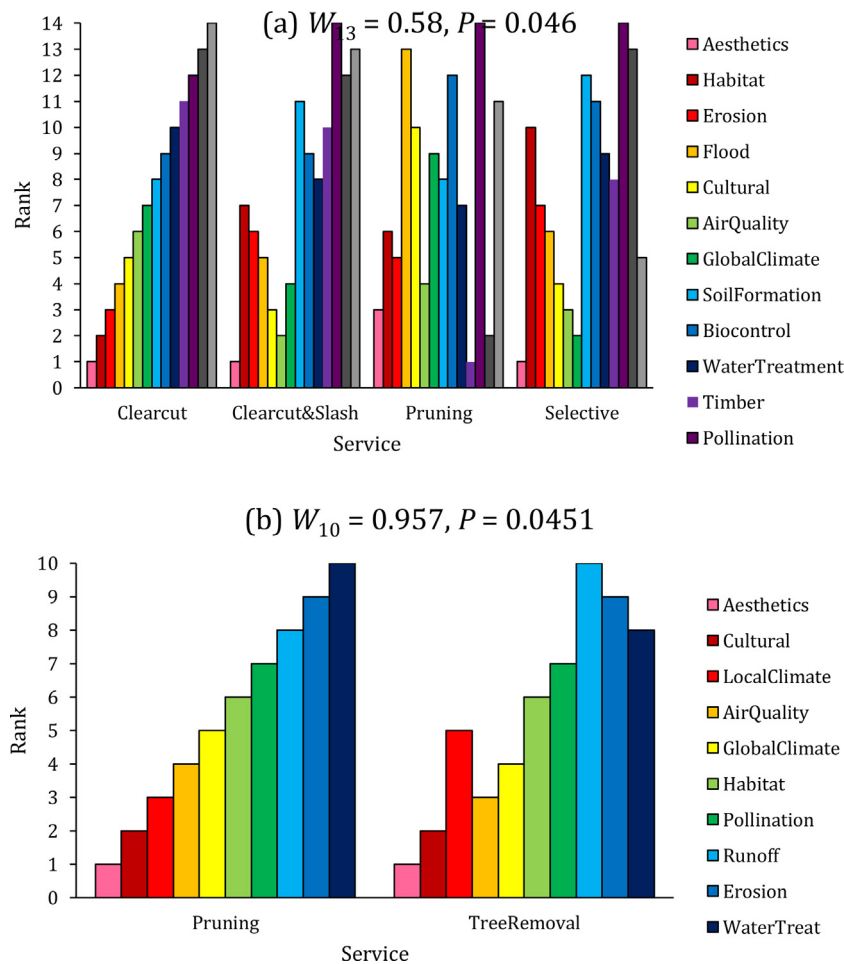 (a) W13 = 0.58, P = 0.046
14
13
12
11
10
9
8
7
6
5
4
3
2
1
0
Rank
Clearcut
Clearcut&Slash
Pruning
Selective
Service
Aesthetics
Habitat
Erosion
Flood
Cultural
AirQuality
GlobalClimate
SoilFormation
Biocontrol
WaterTreatment
Timber
Pollination
(b) W10 = 0.957, P = 0.0451
10
9
8
7
6
5
4
3
2
1
0
Rank
Pruning
TreeRemoval
Service
Aesthetics
Cultural
LocalClimate
AirQuality
GlobalClimate
Habitat
Pollination
Runoff
Erosion
WaterTreat